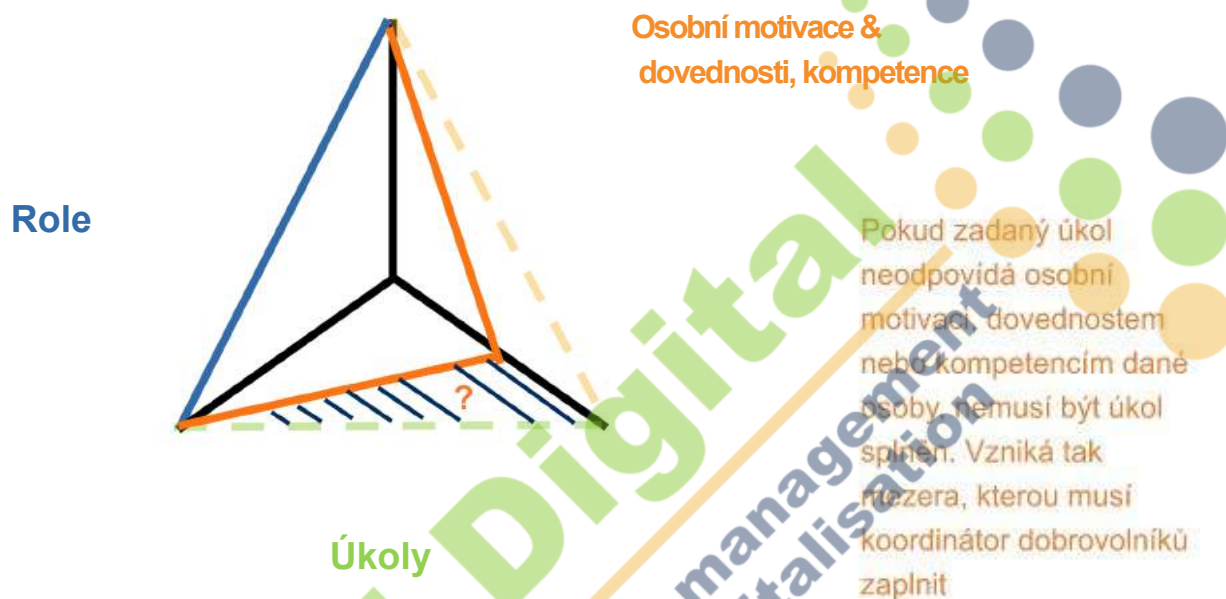 Osobní motivace &
dovednosti, kompetence
Role
Pokud zadaný úkol
neodpovídá osobní
motivaci, dovednostem
nebo kompetencím dané
osoby, nemusí být úkol
splněn. Vzniká tak
mezera, kterou musí
koordinátor dobrovolníků
zaplnit
?
Úkoly
Digital
management
italisation